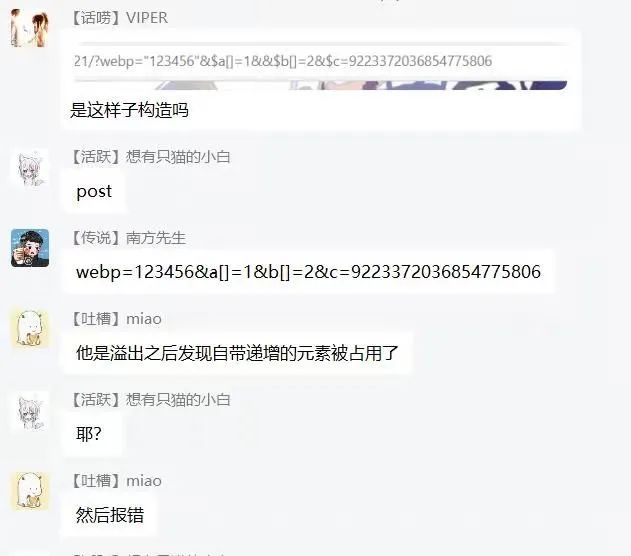 【话唠】VIPER
21/?webp="123456"&$a[]=1&&$b[]=2&$c=9223372036854775806
是这样子构造吗
【活跃】想有只猫的小白
post
【传说】南方先生
webp=123456&a[]=1&b[]=2&c=9223372036854775806
【吐槽】miao
他是溢出之后发现自带递增的元素被占用了
【活跃】想有只猫的小白
耶?
【吐槽】miao
然后报错